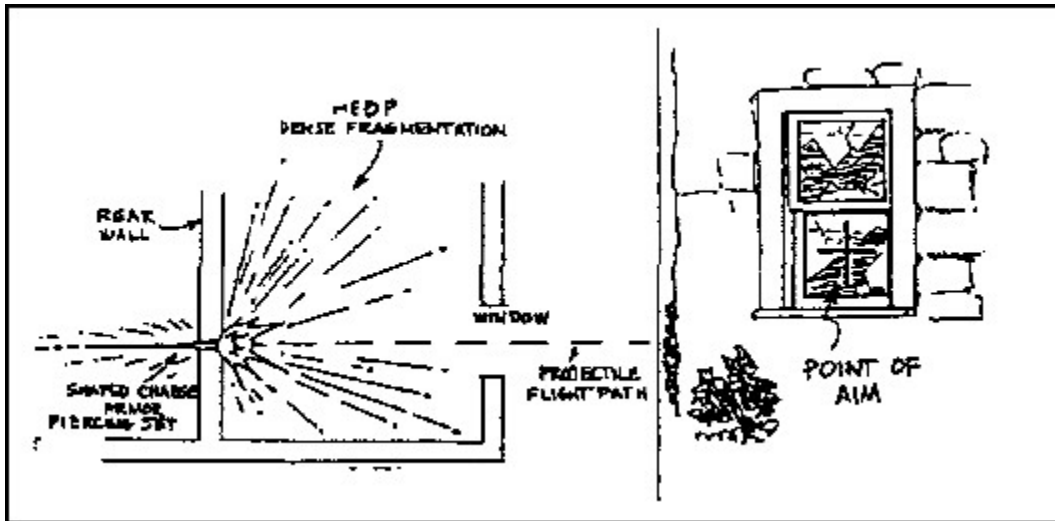 HEDP
DENSE FRAGMENTATION
REAR
WALL
WINDOW
SHAPED CHARGE
ARMOR
PIERCING JET
PROJECTILE
FLIGHT PATH
POINT OF
AIM